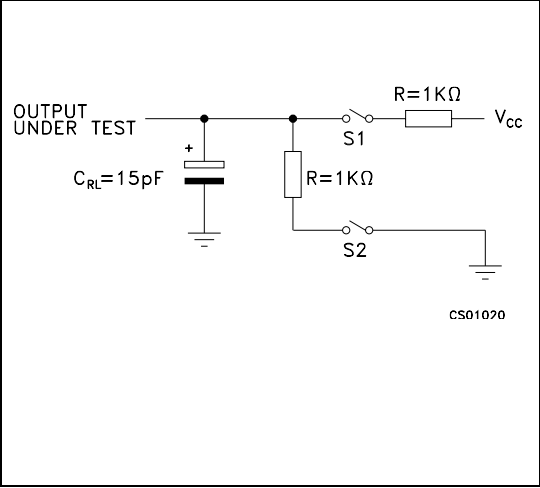 R=1KΩ
OUTPUT
UNDER TEST
VCC
S1
+
CRL=15pF
R=1KΩ
S2
CS01020